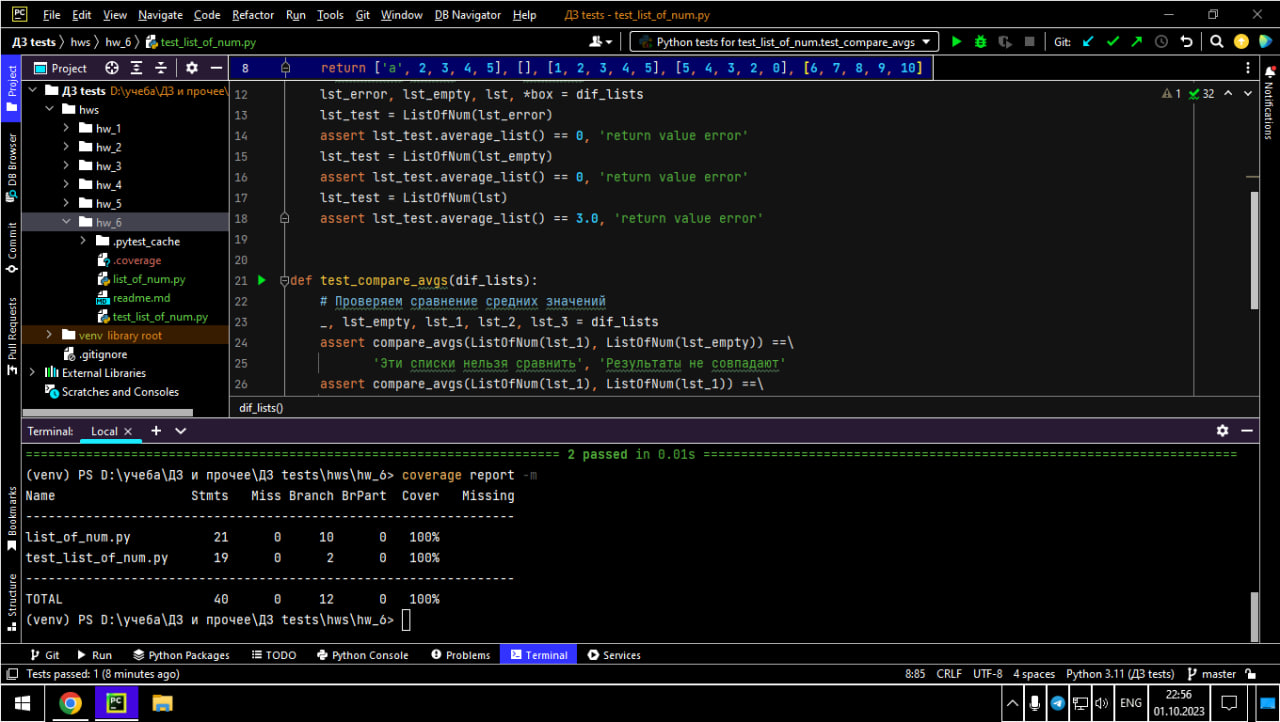 PC File Edit View Navigate Code Refactor Run Tools Git Window DB Navigator Help ДЗ tests - test_list_of_num.py
ДЗ tests hws hw_6 test_list_of_num.py Python tests for test_list_of_num.test_compare_avgs Git:
Project
DB Browser
Commit
Pull Requests
Bookmarks
Structure
Project
ДЗ tests D:\учеба\ДЗ и прочее\
hws
hw_1
hw_2
hw_3
hw_4
hw_5
hw_6
.pytest_cache
.coverage
list_of_num.py
readme.md
test_list_of_num.py
venv library root
.gitignore
External Libraries
Scratches and Consoles
8 return ['a', 2, 3, 4, 5], [], [1, 2, 3, 4, 5], [5, 4, 3, 2, 0], [6, 7, 8, 9, 10]
12 lst_error, lst_empty, lst, *box = dif_lists
13 lst_test = ListOfNum(lst_error)
14 assert lst_test.average_list() == 0, 'return value error'
15 lst_test = ListOfNum(lst_empty)
16 assert lst_test.average_list() == 0, 'return value error'
17 lst_test = ListOfNum(lst)
18 assert lst_test.average_list() == 3.0, 'return value error'
19
20
21 def test_compare_avgs(dif_lists):
22 # Проверяем сравнение средних значений
23 _, lst_empty, lst_1, lst_2, lst_3 = dif_lists
24 assert compare_avgs(ListOfNum(lst_1), ListOfNum(lst_empty)) ==\
25 'Эти списки нельзя сравнить', 'Результаты не совпадают'
26 assert compare_avgs(ListOfNum(lst_1), ListOfNum(lst_1)) ==\
1 32
Notifications
dif_lists()
Terminal: Local
2 passed in 0.01s
(venv) PS D:\учеба\ДЗ и прочее\ДЗ tests\hws\hw_6> coverage report -m
Name Stmts Miss Branch BrPart Cover Missing
list_of_num.py 21 0 10 0 100%
test_list_of_num.py 19 0 2 0 100%
TOTAL 40 0 12 0 100%
(venv) PS D:\учеба\ДЗ и прочее\ДЗ tests\hws\hw_6>
Git Run Python Packages TODO Python Console Problems Terminal Services
Tests passed: 1 (8 minutes ago) 8:85 CRLF UTF-8 4 spaces Python 3.11 (ДЗ tests) master
PC ENG 22:56
01.10.2023